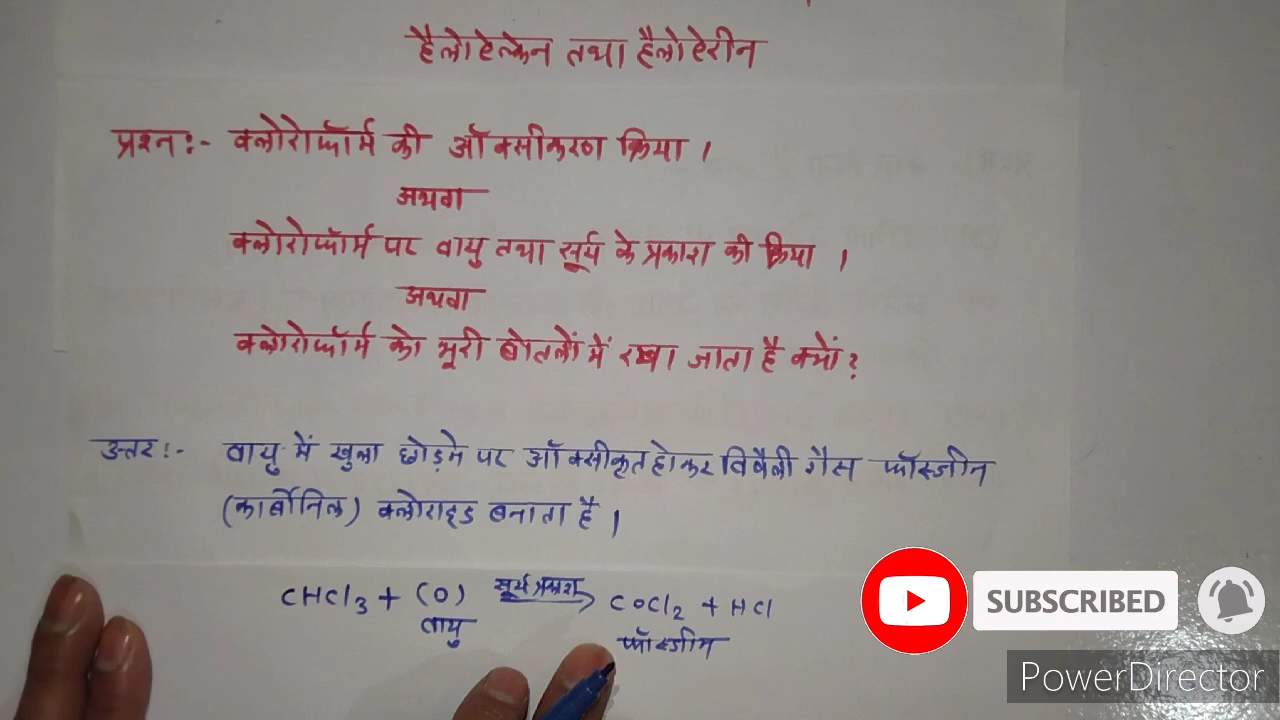 हैलोऐल्केन तथा हैलोऐरीन
प्रश्न:- क्लोरोफॉर्म की ऑक्सीकरण क्रिया ।
अथवा
क्लोरोफॉर्म पर वायु तथा सूर्य के प्रकाश की क्रिया ।
अथवा
क्लोरोफॉर्म को भूरी बोतलों में रखा जाता है क्यों ?
उत्तर:- वायु में खुला छोड़ने पर ऑक्सीकृत होकर विषैली गैस फॉस्जीन
(कार्बोनिल) क्लोराइड बनाता है ।
सूर्य प्रकाश
CHCl3 + (O) → COCl2 + HCl
वायु फॉस्जीन
SUBSCRIBED
PowerDirector